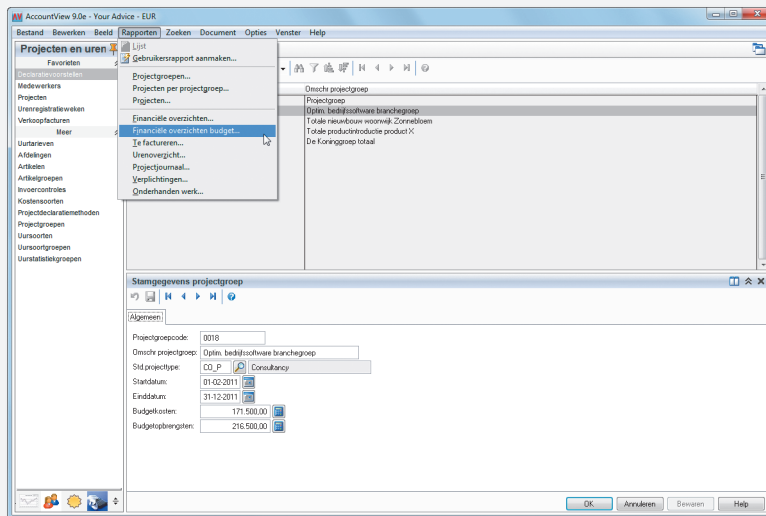 AccountView 9.0e - Your Advice - EUR
Bestand Bewerken Beeld Rapporten Zoeken Document Opties Venster Help
Projecten en uren
Favorieten
Declaratievoorstellen
Medewerkers
Projecten
Urenregistratieweken
Verkoopfacturen
Meer
Uurtarieven
Afdelingen
Artikelen
Artikelgroepen
Invoercontroles
Kostensoorten
Projectdeclaratiemethoden
Projectgroepen
Uursoorten
Uursoortgroepen
Uurstatistiekgroepen
Lijst
Gebruikersrapport aanmaken...
Projectgroepen...
Projecten per projectgroep...
Projecten...
Financiële overzichten...
Financiële overzichten budget...
Te factureren...
Urenoverzicht...
Projectjournaal...
Verplichtingen...
Onderhanden werk...
Omschr projectgroep
Projectgroep
Optim. bedrijfssoftware branchegroep
Totale nieuwbouw woonwijk Zonnebloem
Totale productintroductie product X
De Koninggroep totaal
Stamgegevens projectgroep
Algemeen
Projectgroepcode: 0018
Omschr projectgroep: Optim. bedrijfssoftware branchegroep
Std.projecttype: CO_P Consultancy
Startdatum: 01-02-2011
Einddatum: 31-12-2011
Budgetkosten: 171.500,00
Budgetopbrengsten: 216.500,00
OK Annuleren Bewaren Help